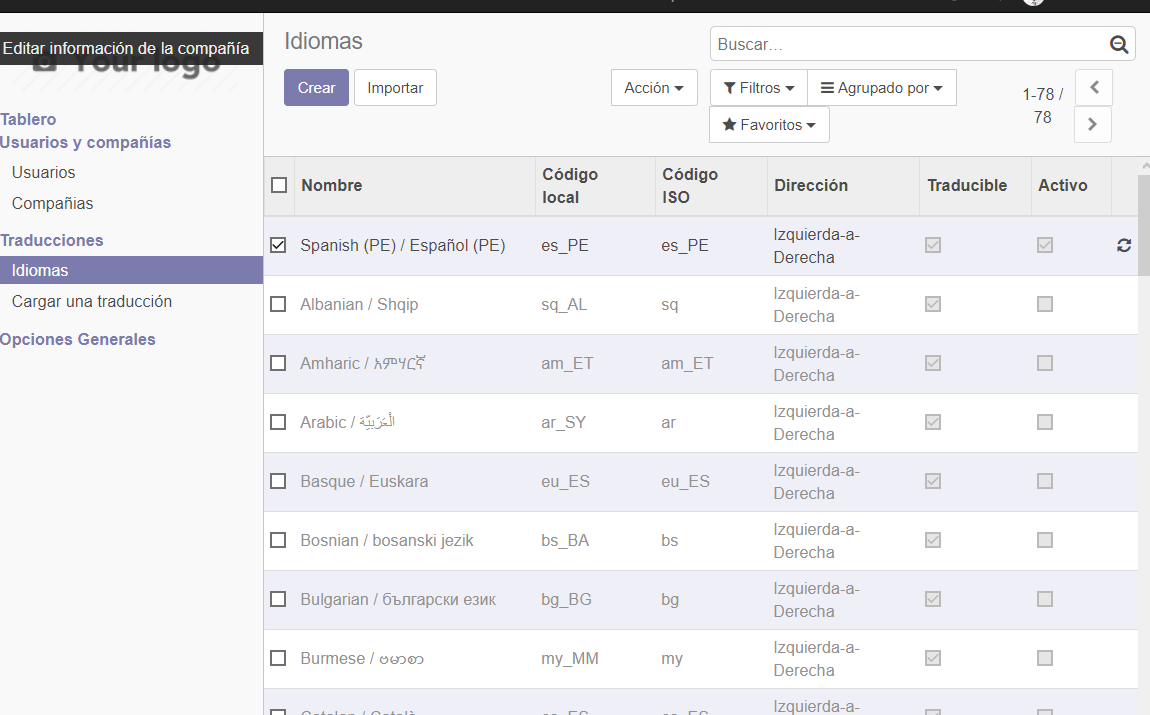 Editar información de la compañía
Your logo
Tablero
Usuarios y compañías
Usuarios
Compañias
Traducciones
Idiomas
Cargar una traducción
Opciones Generales
Idiomas
Buscar...
Crear
Importar
Acción
Filtros
Agrupado por
Favoritos
1-78 /
78
Nombre
Código
local
Código
ISO
Dirección
Traducible
Activo
Spanish (PE) / Español (PE)
es_PE
es_PE
Izquierda-a-
Derecha
Albanian / Shqip
sq_AL
sq
Izquierda-a-
Derecha
Amharic / አምሃርኛ
am_ET
am_ET
Izquierda-a-
Derecha
Arabic / الْعَرَبيّة
ar_SY
ar
Izquierda-a-
Derecha
Basque / Euskara
eu_ES
eu_ES
Izquierda-a-
Derecha
Bosnian / bosanski jezik
bs_BA
bs
Izquierda-a-
Derecha
Bulgarian / български език
bg_BG
bg
Izquierda-a-
Derecha
Burmese / ဗမာစာ
my_MM
my
Izquierda-a-
Derecha
Catalan / Català
ca_ES
ca_ES
Izquierda-a-